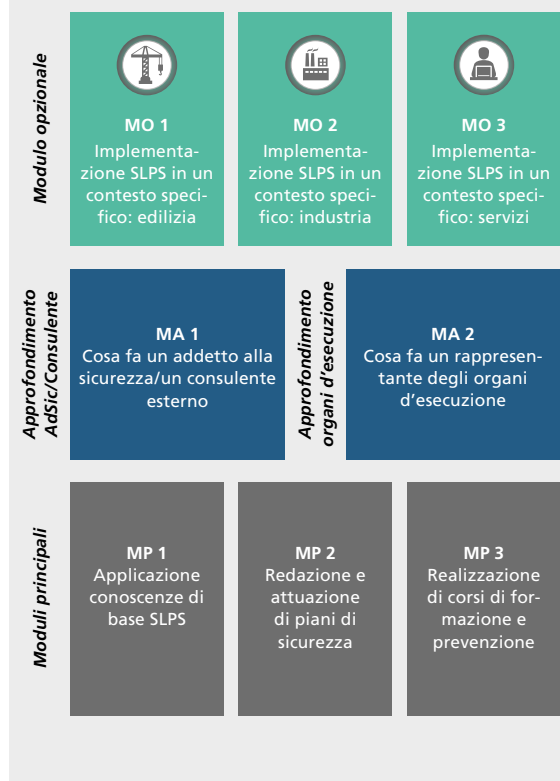 Modulo opzionale
MO 1
Implementa-
zione SLPS in un
contesto speci-
fico: edilizia
MO 2
Implementa-
zione SLPS in un
contesto speci-
fico: industria
MO 3
Implementa-
zione SLPS in un
contesto speci-
fico: servizi
Approfondimento
AdSic/Consulente
MA 1
Cosa fa un addetto alla
sicurezza/un consulente
esterno
Approfondimento
organi d'esecuzione
MA 2
Cosa fa un rappresen-
tante degli organi
d'esecuzione
Moduli principali
MP 1
Applicazione
conoscenze di
base SLPS
MP 2
Redazione e
attuazione
di piani di
sicurezza
MP 3
Realizzazione
di corsi di for-
mazione e
prevenzione